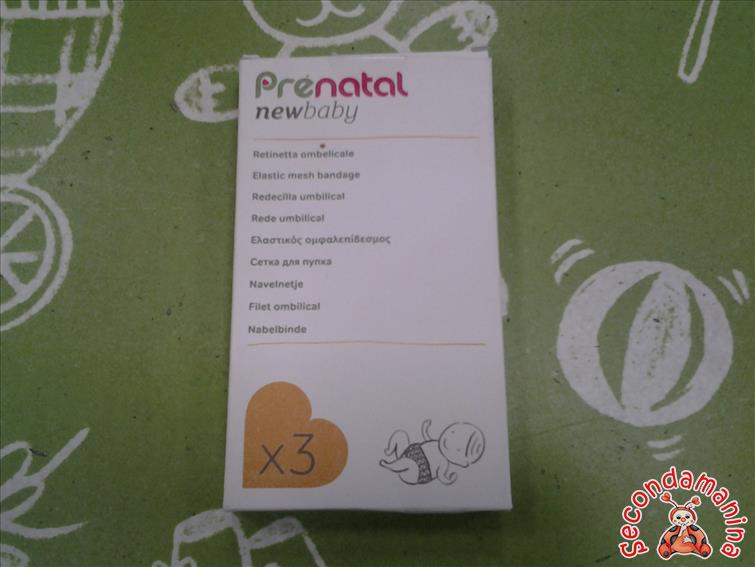 Prénatal
newbaby
Retinetta ombelicale
Elastic mesh bandage
Redecilla umbilical
Rede umbilical
Ελαστικός ομφαλεπίδεσμος
Сетка для пупка
Navelnetje
Filet ombilical
Nabelbinde
x3
Secondamanina